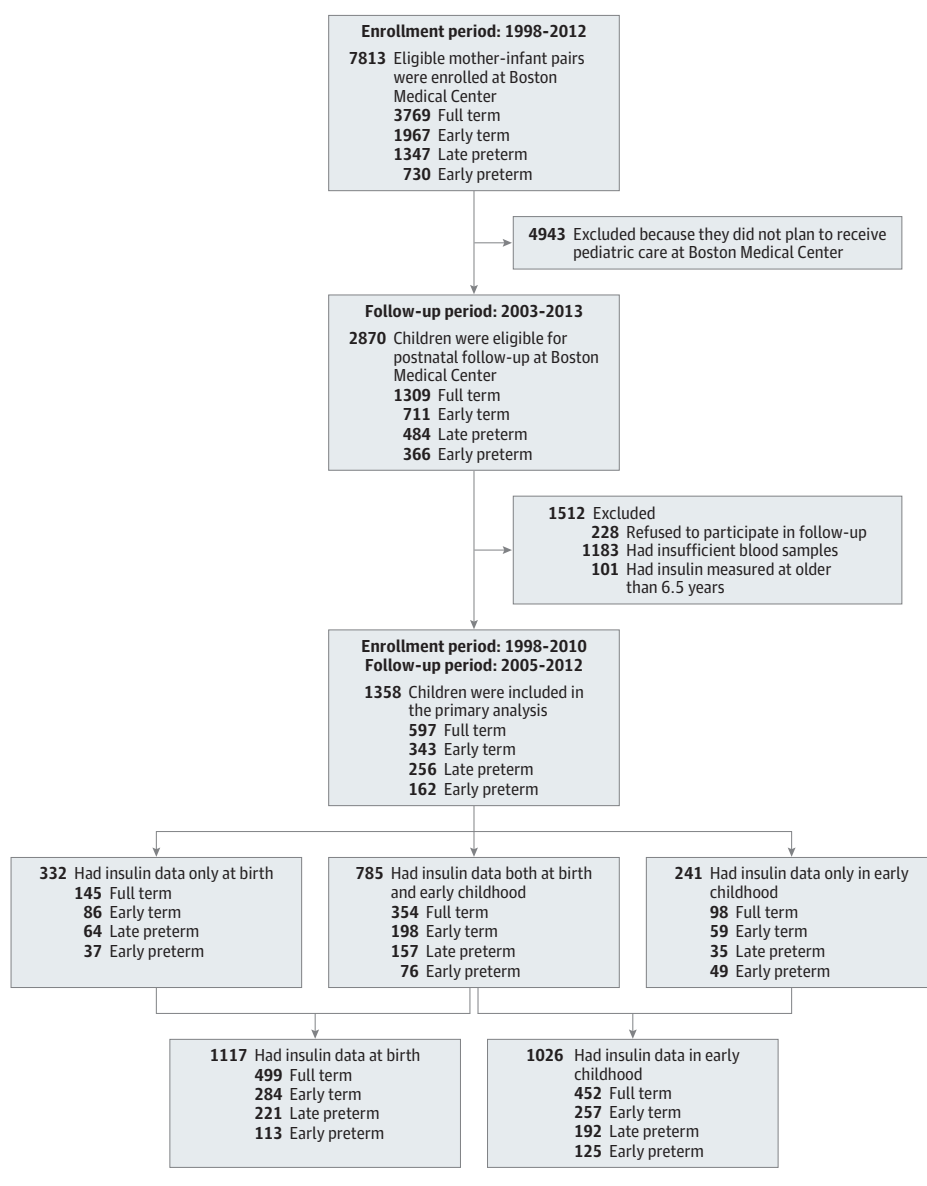 Enrollment period: 1998-2012
7813 Eligible mother-infant pairs
were enrolled at Boston
Medical Center
3769 Full term
1967 Early term
1347 Late preterm
730 Early preterm
4943 Excluded because they did not plan to receive
pediatric care at Boston Medical Center
Follow-up period: 2003-2013
2870 Children were eligible for
postnatal follow-up at Boston
Medical Center
1309 Full term
711 Early term
484 Late preterm
366 Early preterm
1512 Excluded
228 Refused to participate in follow-up
1183 Had insufficient blood samples
101 Had insulin measured at older
than 6.5 years
Enrollment period: 1998-2010
Follow-up period: 2005-2012
1358 Children were included in
the primary analysis
597 Full term
343 Early term
256 Late preterm
162 Early preterm
332 Had insulin data only at birth
145 Full term
86 Early term
64 Late preterm
37 Early preterm
785 Had insulin data both at birth
and early childhood
354 Full term
198 Early term
157 Late preterm
76 Early preterm
241 Had insulin data only in early
childhood
98 Full term
59 Early term
35 Late preterm
49 Early preterm
1117 Had insulin data at birth
499 Full term
284 Early term
221 Late preterm
113 Early preterm
1026 Had insulin data in early
childhood
452 Full term
257 Early term
192 Late preterm
125 Early preterm